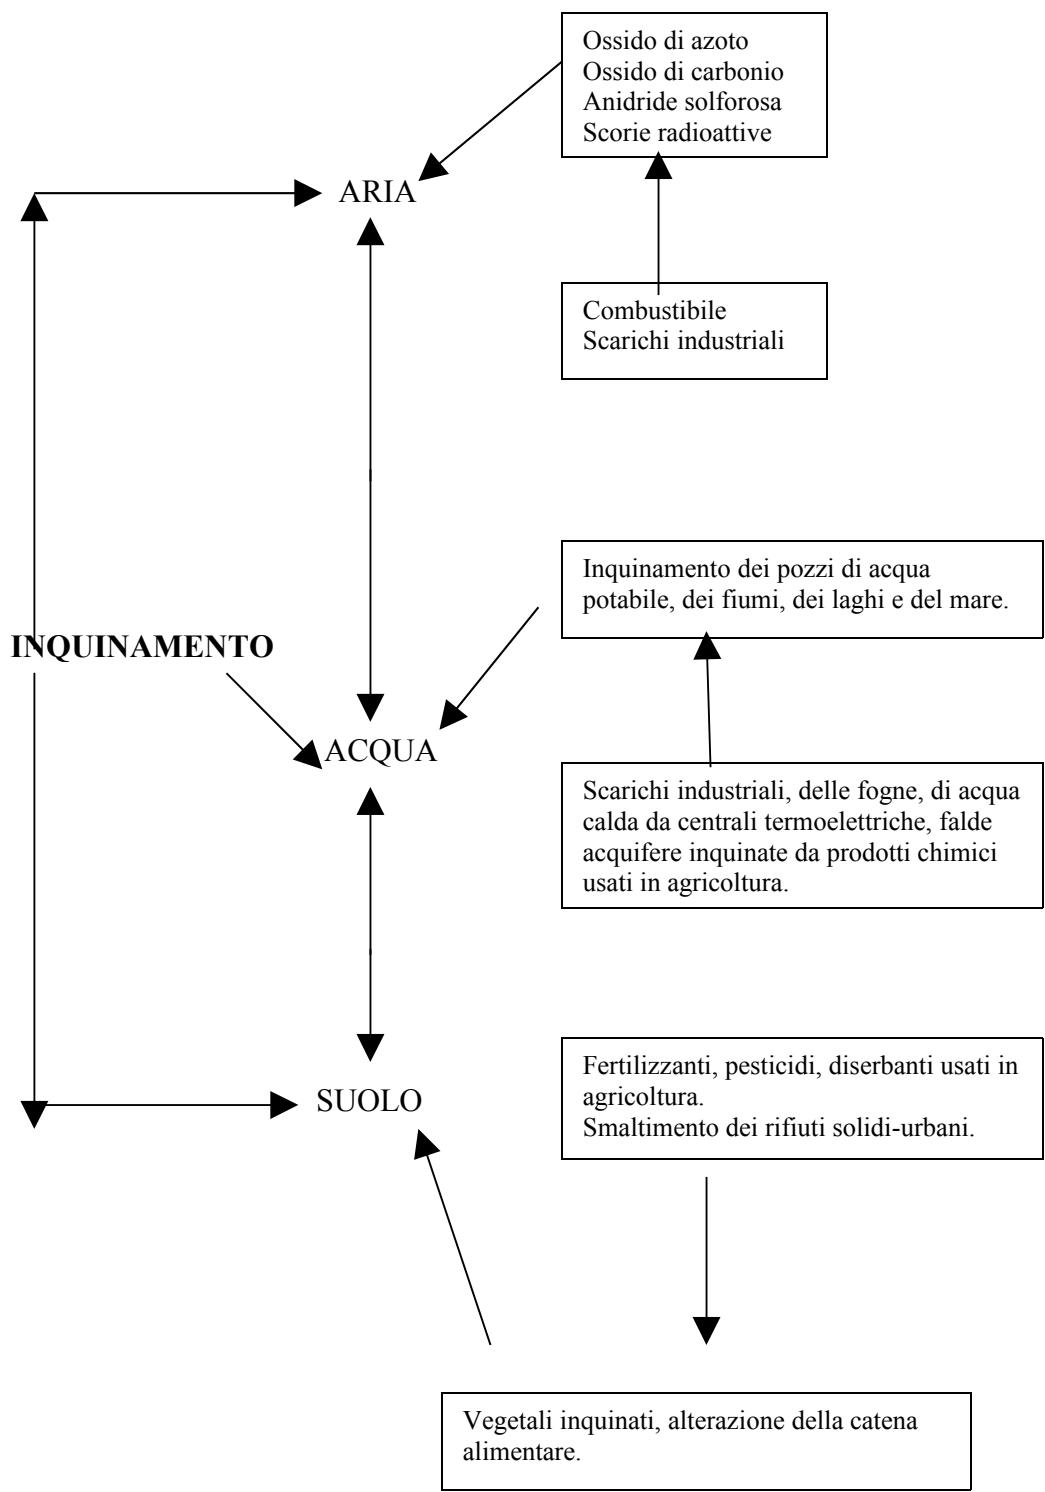 Ossido di azoto
Ossido di carbonio
Anidride solforosa
Scorie radioattive
ARIA
Combustibile
Scarichi industriali
Inquinamento dei pozzi di acqua
potabile, dei fiumi, dei laghi e del mare.
INQUINAMENTO
ACQUA
Scarichi industriali, delle fogne, di acqua
calda da centrali termoelettriche, falde
acquifere inquinate da prodotti chimici
usati in agricoltura.
Fertilizzanti, pesticidi, diserbanti usati in
agricoltura.
Smaltimento dei rifiuti solidi-urbani.
SUOLO
Vegetali inquinati, alterazione della catena
alimentare.